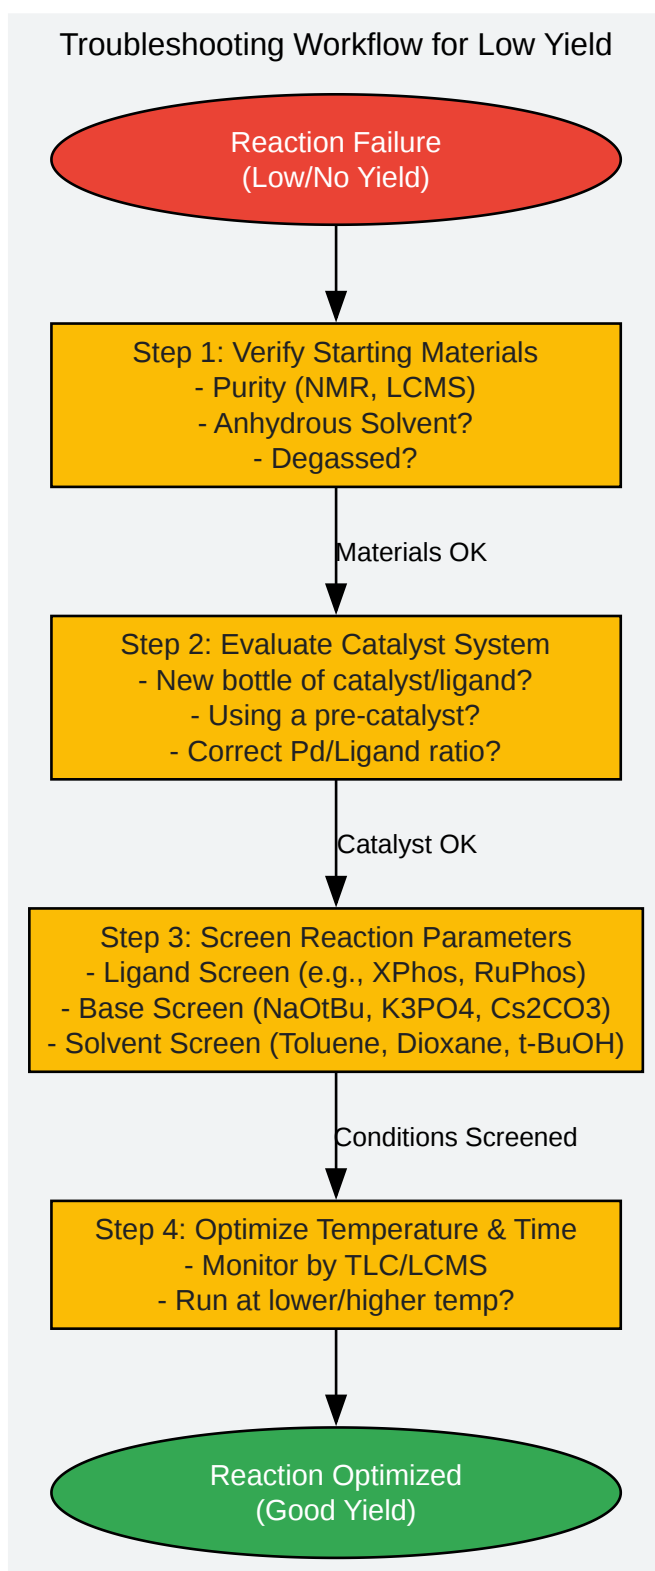 Troubleshooting Workflow for Low Yield
Reaction Failure
(Low/No Yield)
Step 1: Verify Starting Materials
- Purity (NMR, LCMS)
- Anhydrous Solvent?
- Degassed?
Materials OK
Step 2: Evaluate Catalyst System
- New bottle of catalyst/ligand?
- Using a pre-catalyst?
- Correct Pd/Ligand ratio?
Catalyst OK
Step 3: Screen Reaction Parameters
- Ligand Screen (e.g., XPhos, RuPhos)
- Base Screen (NaOtBu, K3PO4, Cs2CO3)
- Solvent Screen (Toluene, Dioxane, t-BuOH)
Conditions Screened
Step 4: Optimize Temperature & Time
- Monitor by TLC/LCMS
- Run at lower/higher temp?
Reaction Optimized
(Good Yield)